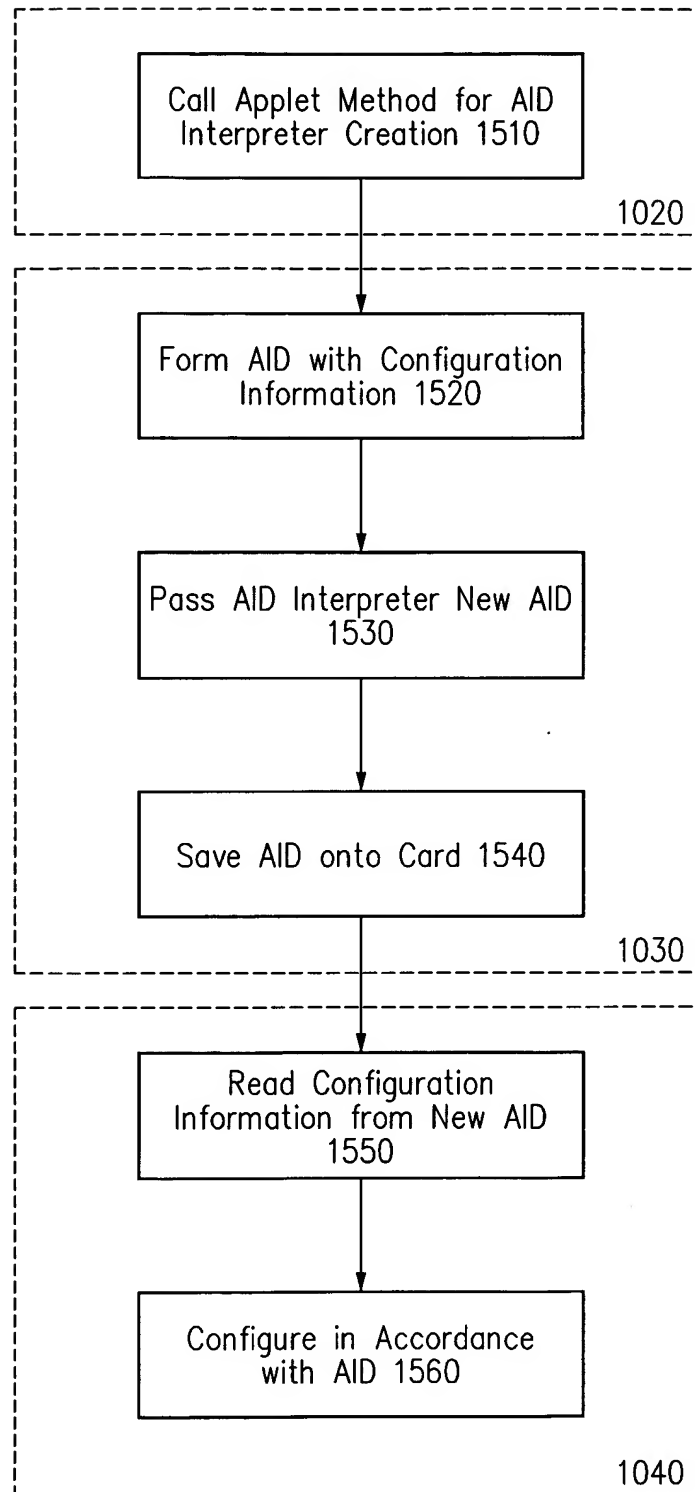 Call Applet Method for AID
Interpreter Creation 1510
1020
Form AID with Configuration
Information 1520
Pass AID Interpreter New AID
1530
Save AID onto Card 1540
1030
Read Configuration
Information from New AID
1550
Configure in Accordance
with AID 1560
1040